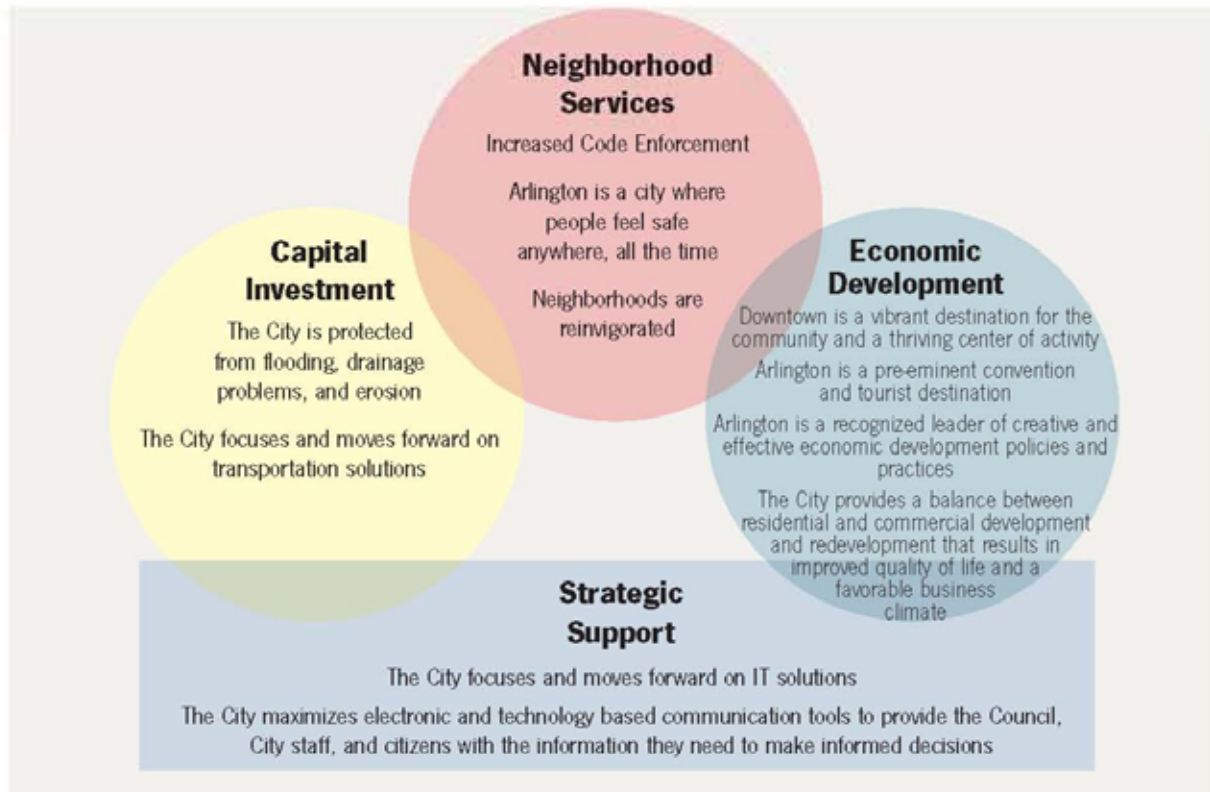 Neighborhood
Services
Increased Code Enforcement
Arlington is a city where
people feel safe
anywhere, all the time
Neighborhoods are
reinvigorated
Capital
Investment
The City is protected
from flooding, drainage
problems, and erosion
The City focuses and moves forward on
transportation solutions
Economic
Development
Downtown is a vibrant destination for the
community and a thriving center of activity
Arlington is a pre-eminent convention
and tourist destination
Arlington is a recognized leader of creative and
effective economic development policies and
practices
The City provides a balance between
residential and commercial development
and redevelopment that results in
improved quality of life and a
favorable business
climate
Strategic
Support
The City focuses and moves forward on IT solutions
The City maximizes electronic and technology based communication tools to provide the Council,
City staff, and citizens with the information they need to make informed decisions